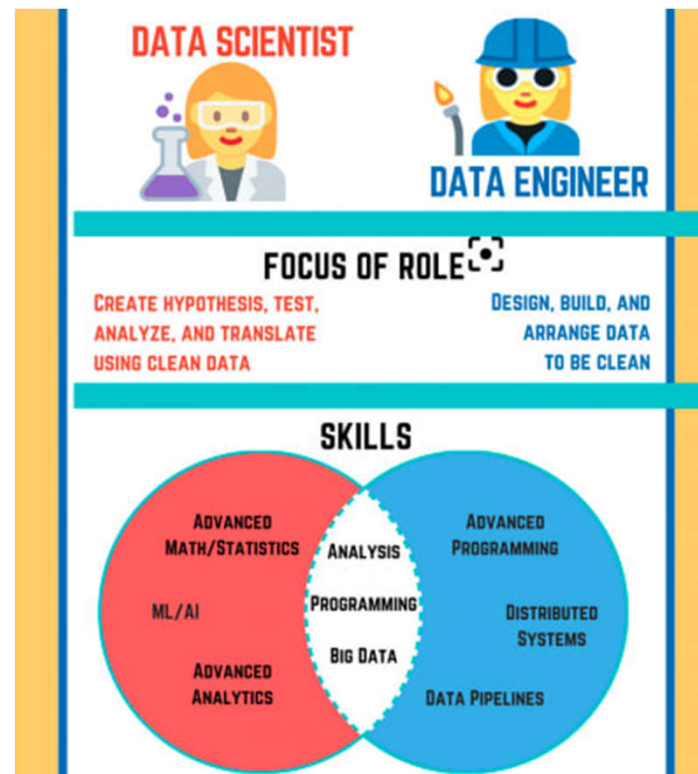 DATA SCIENTIST
DATA ENGINEER
FOCUS OF ROLE
CREATE HYPOTHESIS, TEST,
ANALYZE, AND TRANSLATE
USING CLEAN DATA
DESIGN, BUILD, AND
ARRANGE DATA
TO BE CLEAN
SKILLS
ADVANCED
MATH/STATISTICS
ML/AI
ADVANCED
ANALYTICS
ANALYSIS
PROGRAMMING
BIG DATA
ADVANCED
PROGRAMMING
DISTRIBUTED
SYSTEMS
DATA PIPELINES